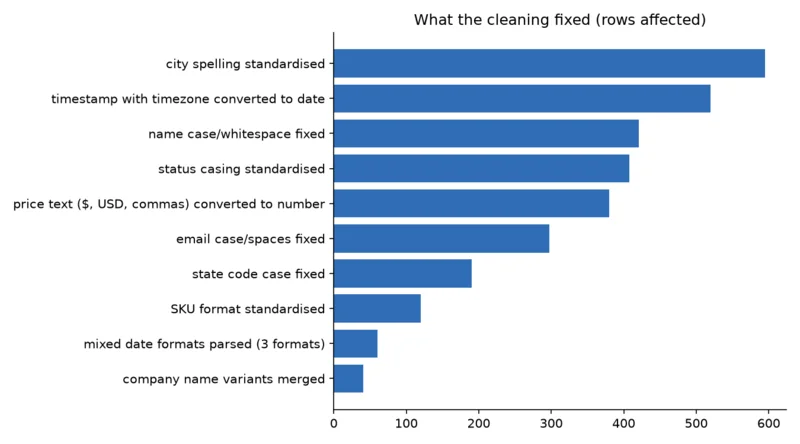 What the cleaning fixed (rows affected)
city spelling standardised
timestamp with timezone converted to date
name case/whitespace fixed
status casing standardised
price text ($, USD, commas) converted to number
email case/spaces fixed
state code case fixed
SKU format standardised
mixed date formats parsed (3 formats)
company name variants merged
0 100 200 300 400 500 600